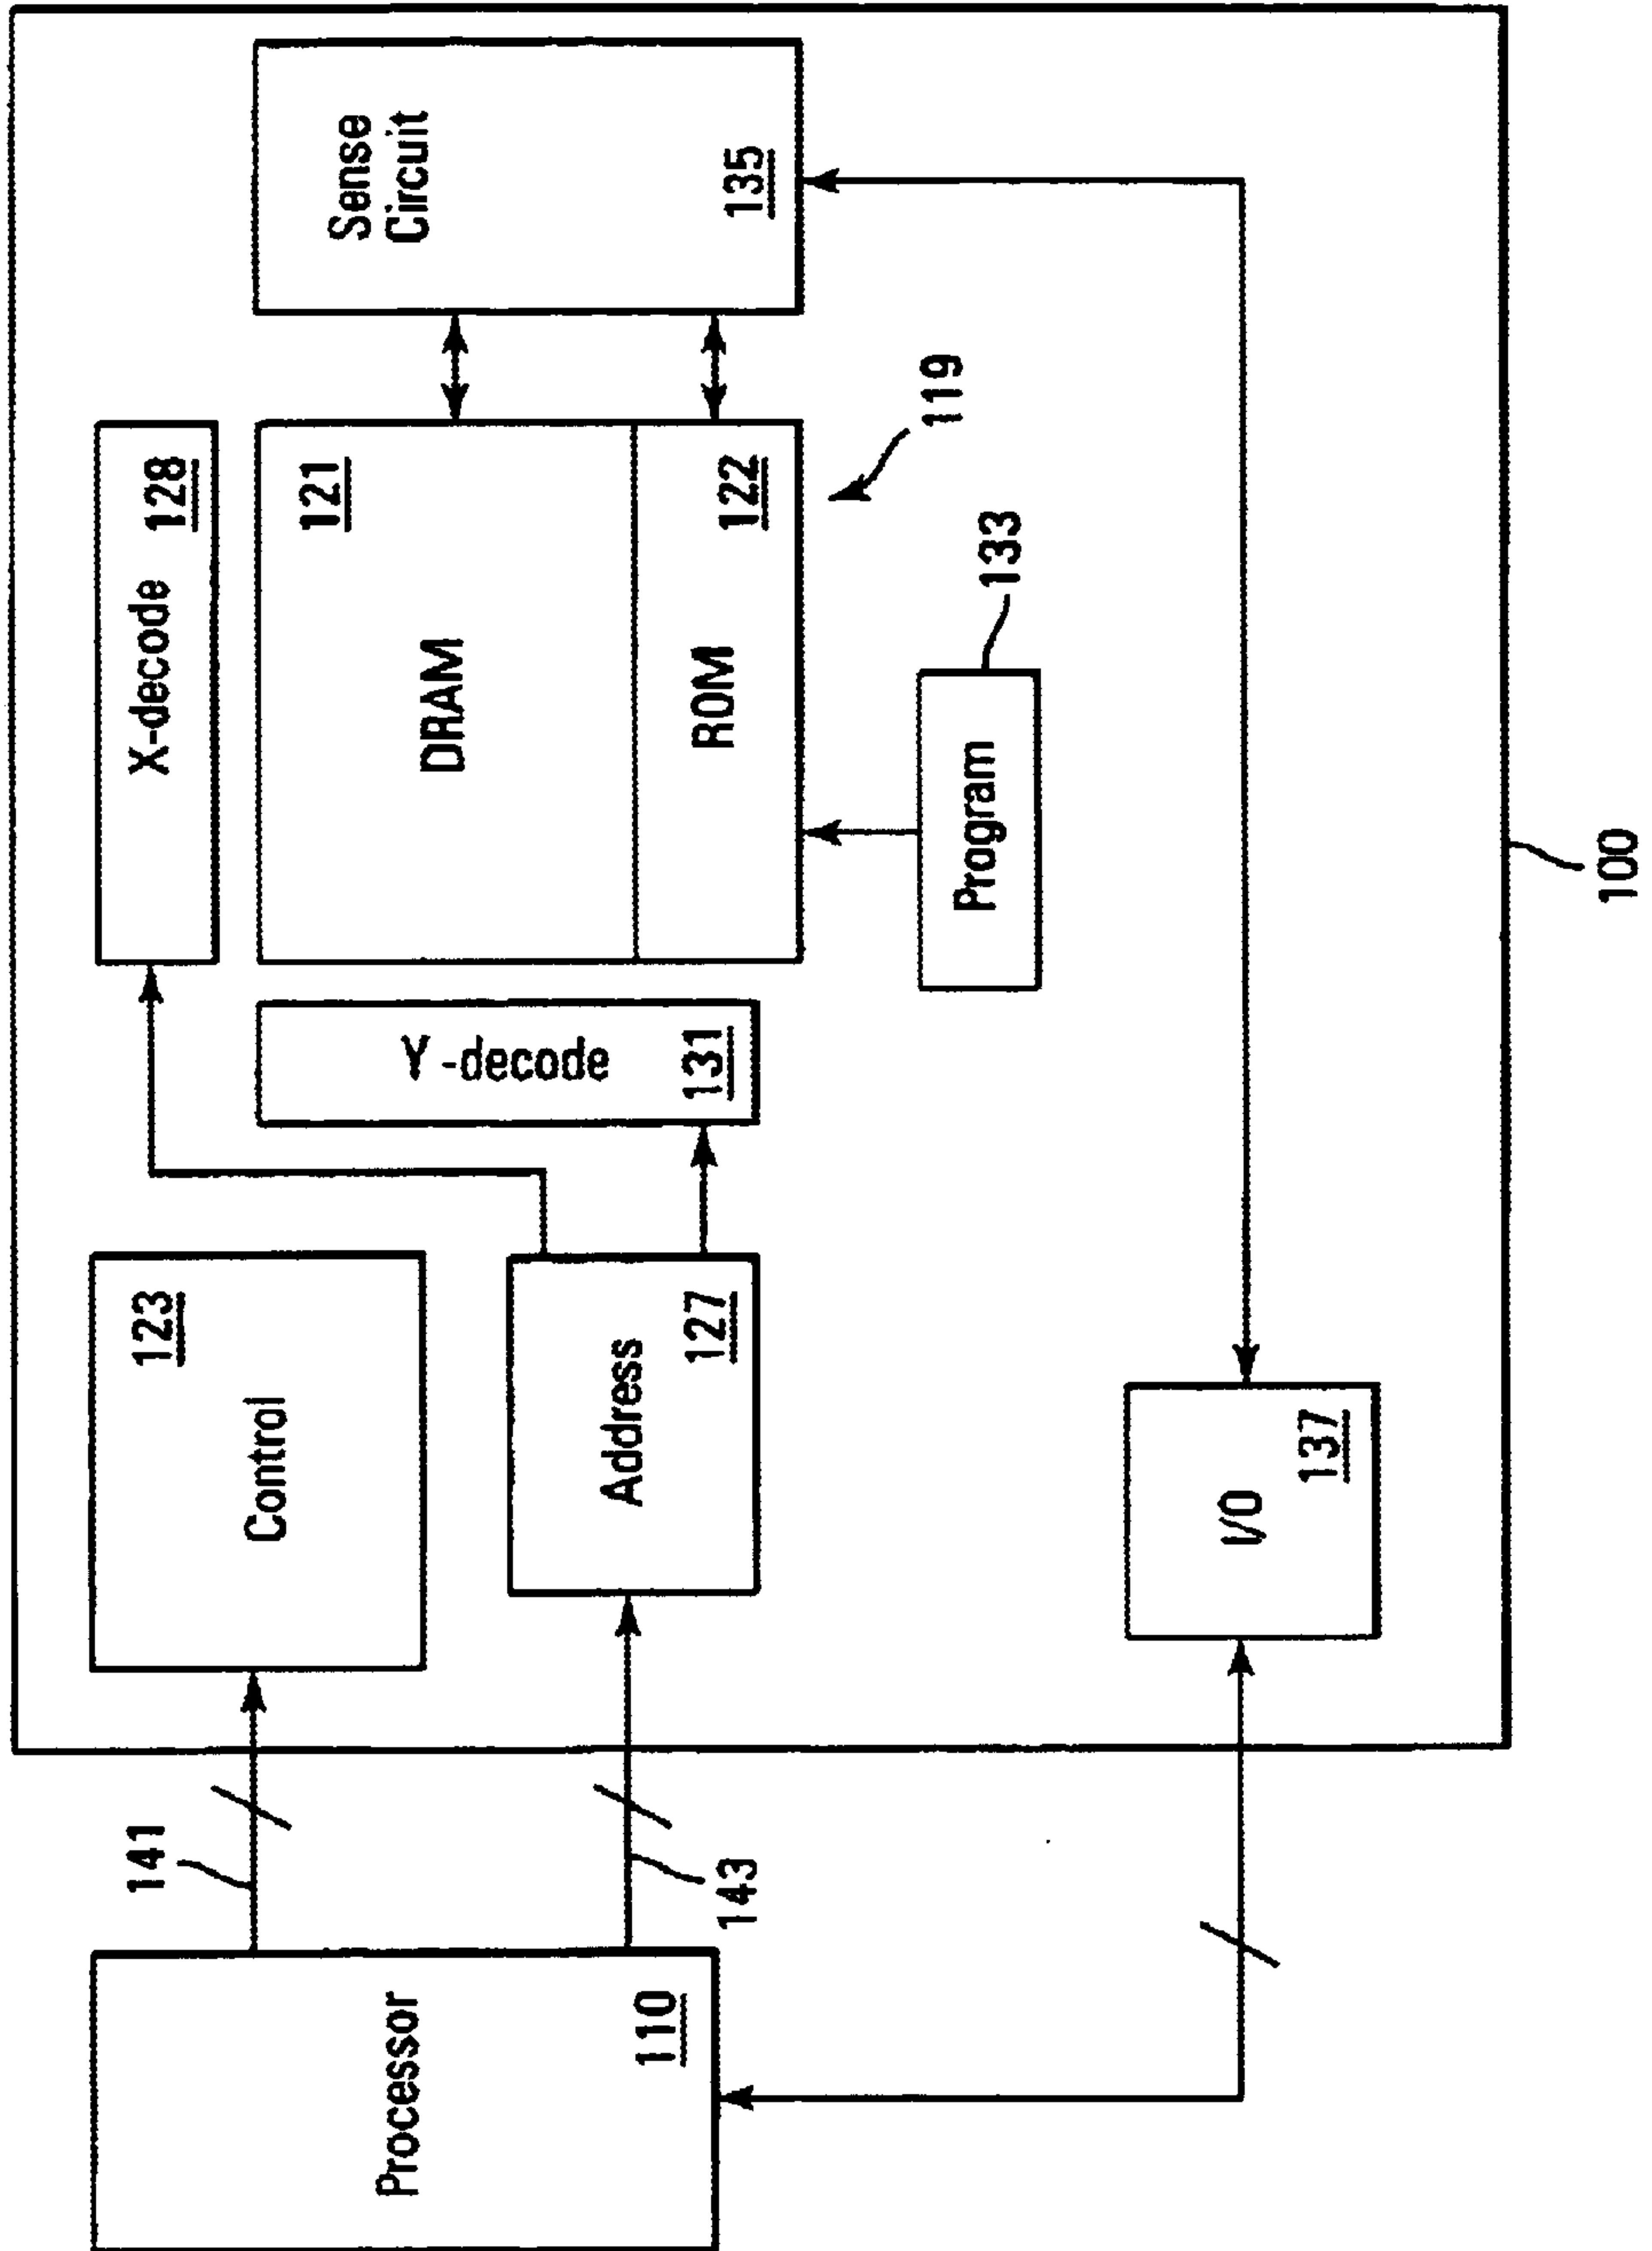 Processor
110
141
143
Control
123
Address
127
I/O
137
X-decode 128
Y-decode 131
DRAM
121
ROM
122
119
Program
133
Sense
Circuit
135
100